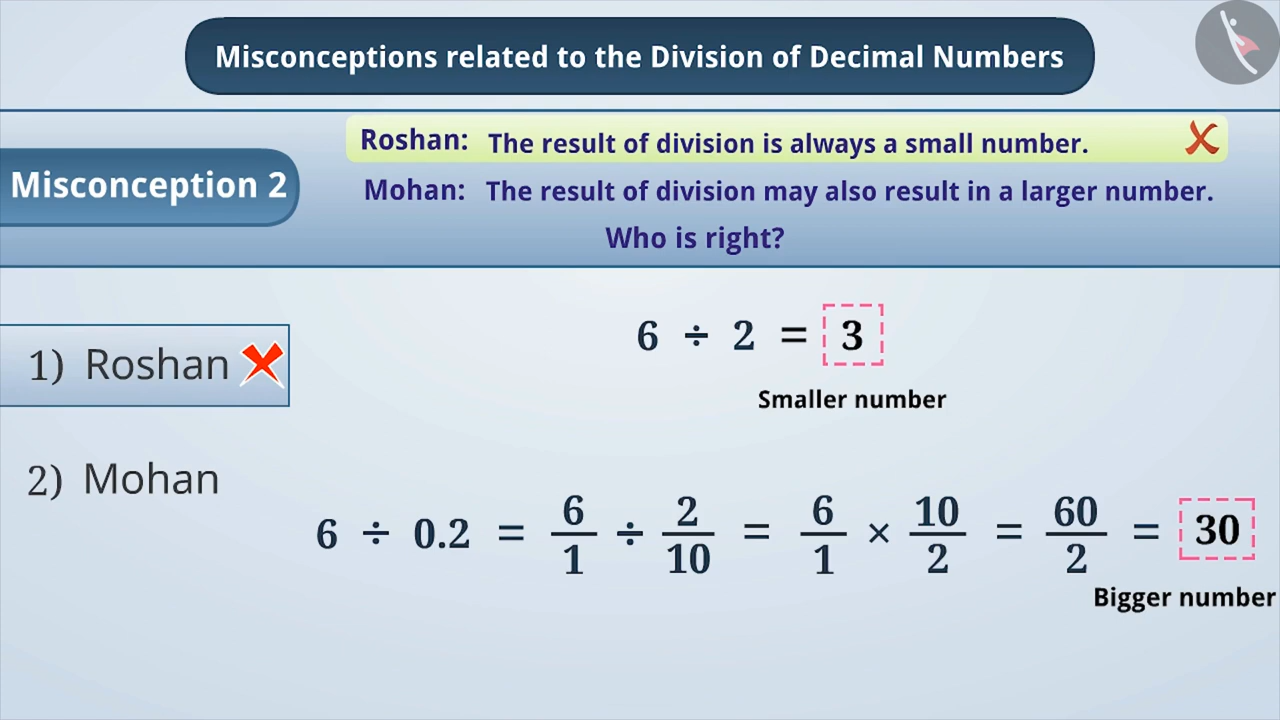 Misconceptions related to the Division of Decimal Numbers
Misconception 2
Roshan: The result of division is always a small number. ✗
Mohan: The result of division may also result in a larger number.
Who is right?
1) Roshan ✗
6 ÷ 2 = 3
Smaller number
2) Mohan
6 ÷ 0.2 = 6/1 ÷ 2/10 = 6/1 × 10/2 = 60/2 = 30
Bigger number